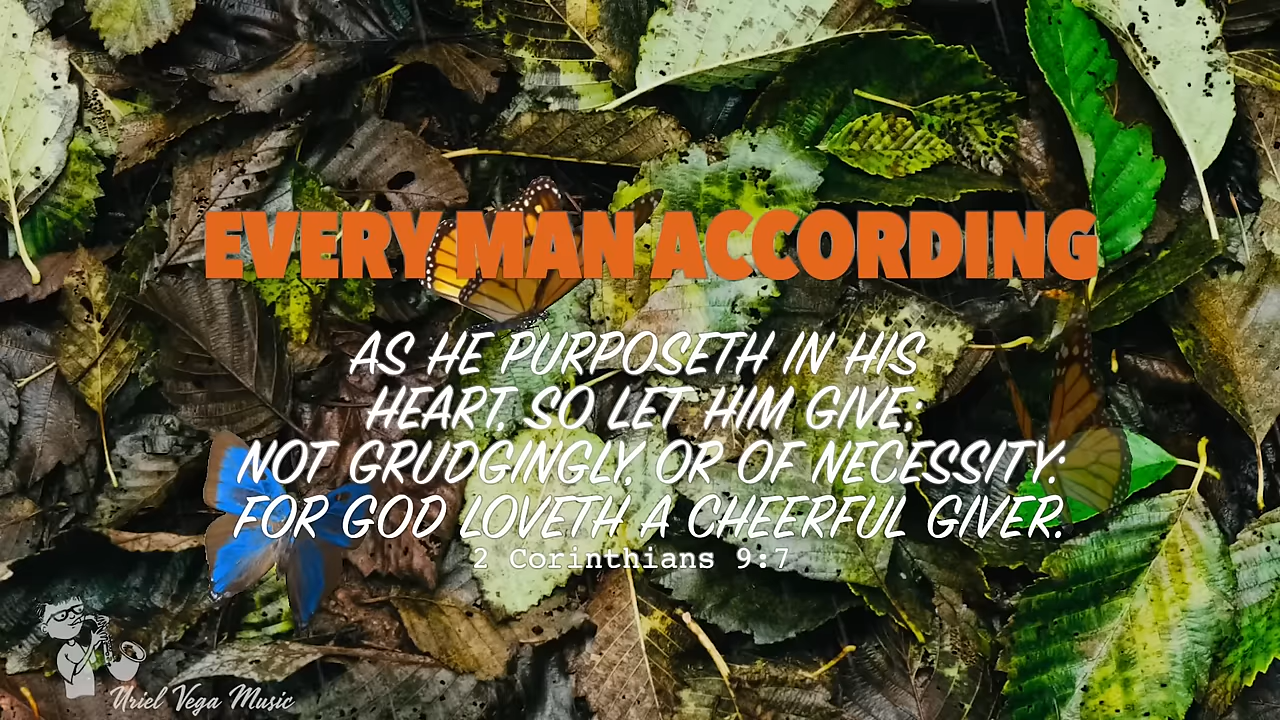 EVERY MAN ACCORDING
AS HE PURPOSETH IN HIS
HEART, SO LET HIM GIVE;
NOT GRUDGINGLY, OR OF NECESSITY:
FOR GOD LOVETH A CHEERFUL GIVER.
2 Corinthians 9:7
Uriel Vega Music